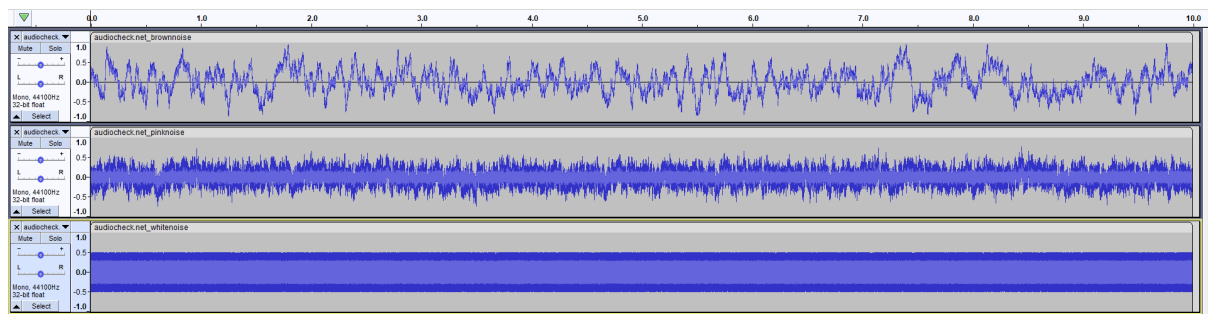 0.0 1.0 2.0 3.0 4.0 5.0 6.0 7.0 8.0 9.0 10.0
× audiocheck. ▼ audiocheck.net_brownnoise
Mute Solo 1.0
- + 0.5
L R 0.0
Mono, 44100Hz -0.5
32-bit float
Select -1.0
× audiocheck. ▼ audiocheck.net_pinknoise
Mute Solo 1.0
- + 0.5
L R 0.0
Mono, 44100Hz -0.5
32-bit float
Select -1.0
× audiocheck. ▼ audiocheck.net_whitenoise
Mute Solo 1.0
- + 0.5
L R 0.0
Mono, 44100Hz -0.5
32-bit float
Select -1.0